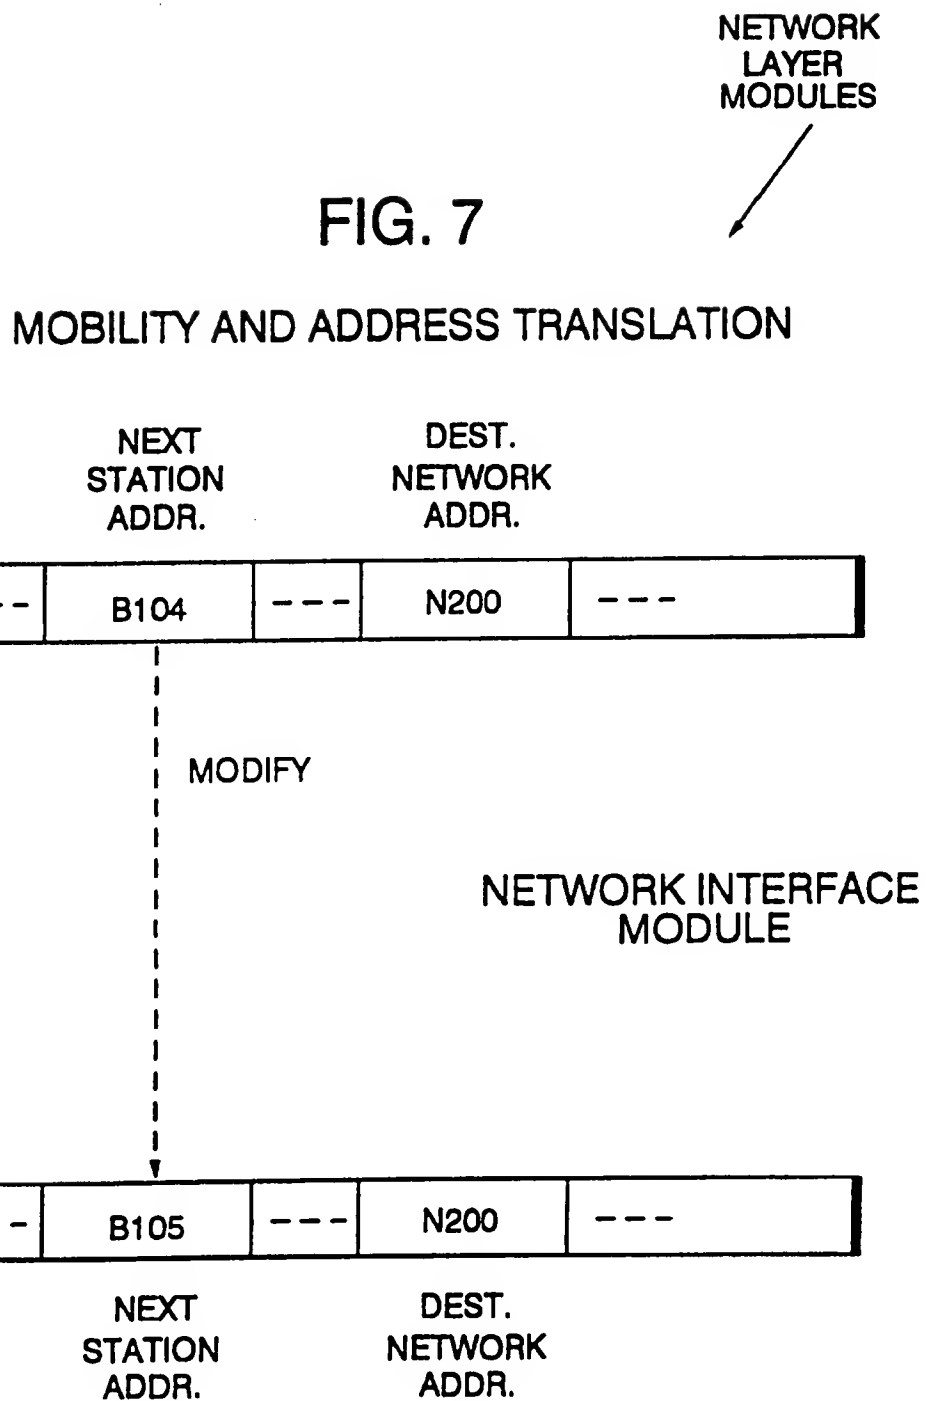 NETWORK
LAYER
MODULES
FIG. 7
MOBILITY AND ADDRESS TRANSLATION
NEXT
STATION
ADDR.
DEST.
NETWORK
ADDR.
-- B104 --- N200 ---
MODIFY
NETWORK INTERFACE
MODULE
- B105 --- N200 ---
NEXT
STATION
ADDR.
DEST.
NETWORK
ADDR.